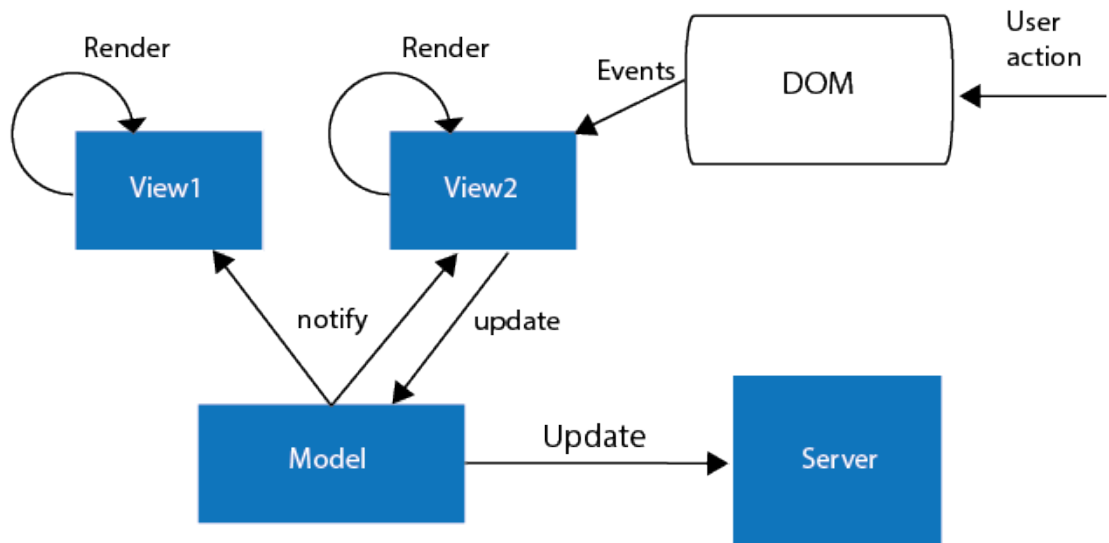 Render
Render
User
action
Events
DOM
View1
View2
notify
update
Model
Update
Server